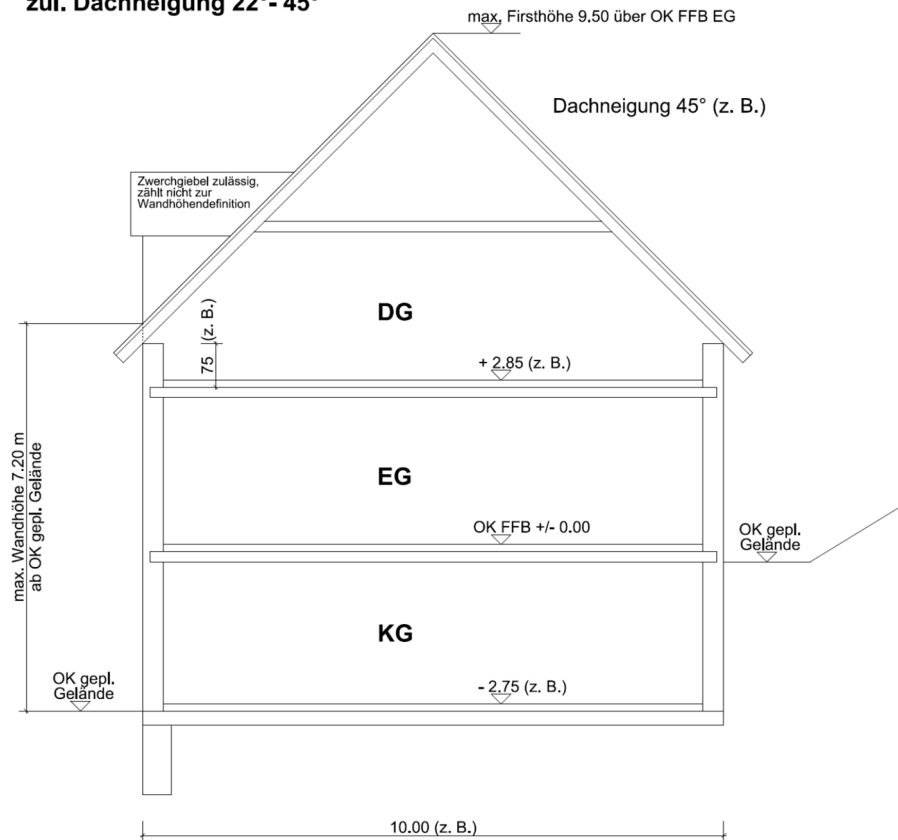 zul. Dachneigung 22°- 45°
max. Firsthöhe 9.50 über OK FFB EG
Dachneigung 45° (z. B.)
Zwerchgiebel zulässig,
zählt nicht zur
Wandhöhendefinition
DG
75 (z. B.)
+ 2.85 (z. B.)
max. Wandhöhe 7.20 m
ab OK gepl. Gelände
EG
OK FFB +/- 0.00
OK gepl.
Gelände
KG
OK gepl.
Gelände
- 2.75 (z. B.)
10.00 (z. B.)